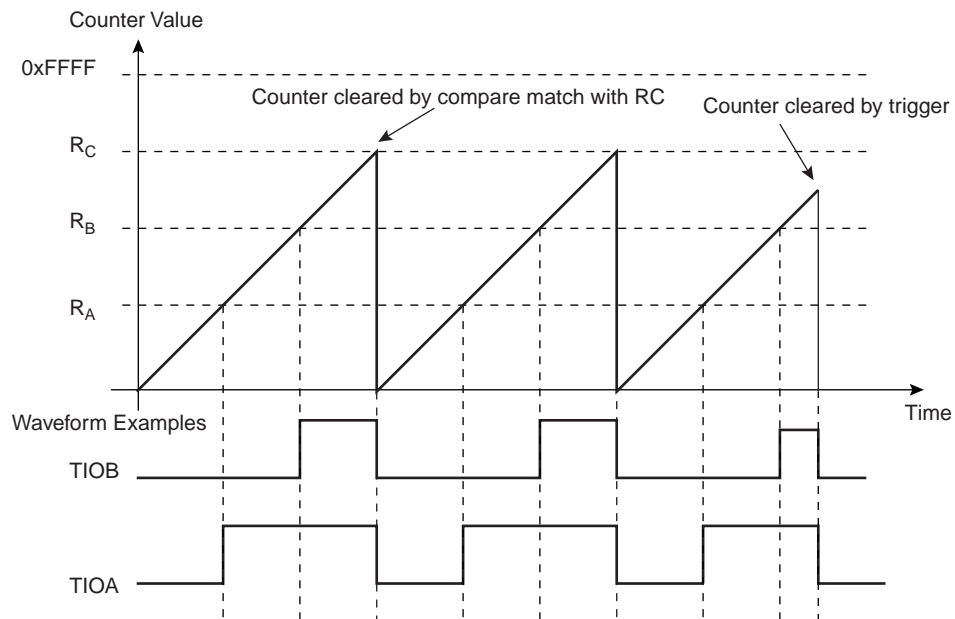 Counter Value
0xFFFF
Counter cleared by compare match with RC
Counter cleared by trigger
RC
RB
RA
Time
Waveform Examples
TIOB
TIOA